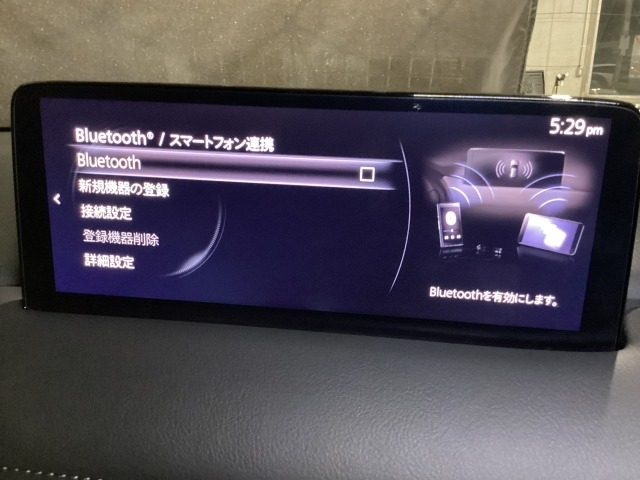 5:29 pm
Bluetooth® / スマートフォン連携
Bluetooth
新規機器の登録
接続設定
登録機器削除
詳細設定
Bluetoothを有効にします。